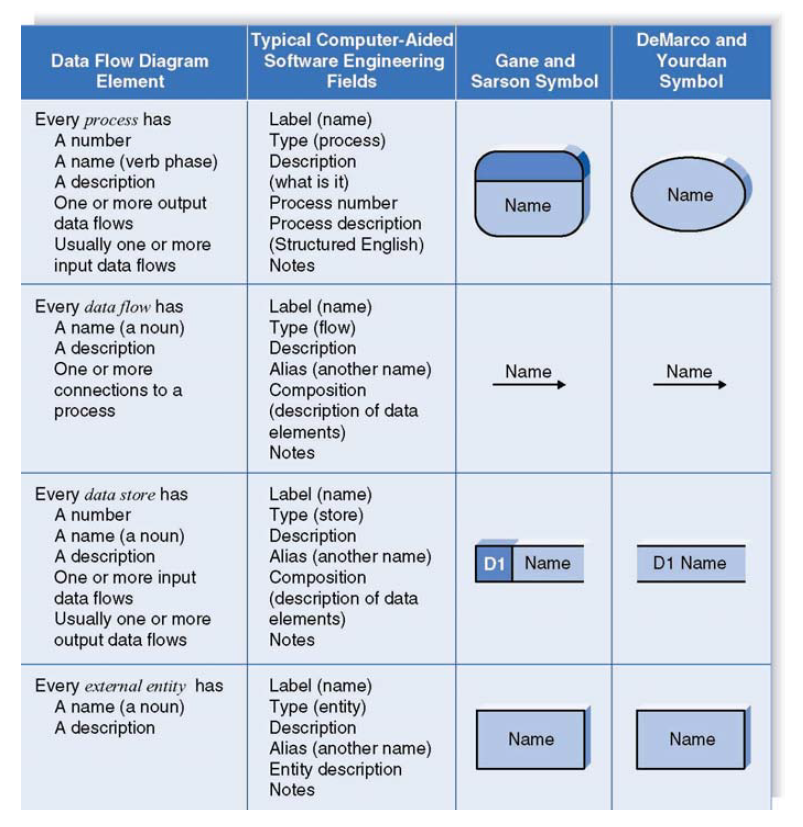 Data Flow Diagram
Element
Typical Computer-Aided
Software Engineering
Fields
Gane and
Sarson Symbol
DeMarco and
Yourdan
Symbol
Every process has
A number
A name (verb phase)
A description
One or more output
data flows
Usually one or more
input data flows
Label (name)
Type (process)
Description
(what is it)
Process number
Process description
(Structured English)
Notes
Name
Name
Every data flow has
A name (a noun)
A description
One or more
connections to a
process
Label (name)
Type (flow)
Description
Alias (another name)
Composition
(description of data
elements)
Notes
Name
Name
Every data store has
A number
A name (a noun)
A description
One or more input
data flows
Usually one or more
output data flows
Label (name)
Type (store)
Description
Alias (another name)
Composition
(description of data
elements)
Notes
D1 Name
D1 Name
Every external entity has
A name (a noun)
A description
Label (name)
Type (entity)
Description
Alias (another name)
Entity description
Notes
Name
Name